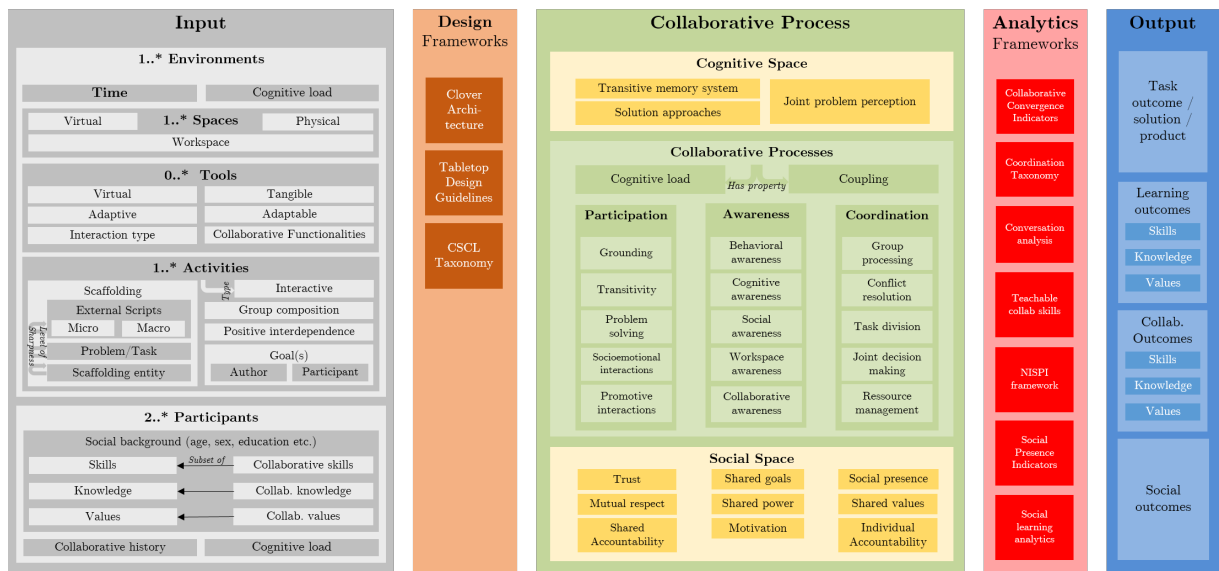 Input
1..* Environments
Time
Cognitive load
Virtual
1..* Spaces
Physical
Workspace
0..* Tools
Virtual
Tangible
Adaptive
Adaptable
Interaction type
Collaborative Functionalities
1..* Activities
Scaffolding
External Scripts
Micro
Macro
Level of
Sharpness
Problem/Task
Scaffolding entity
Type
Interactive
Group composition
Positive interdependence
Goal(s)
Author
Participant
2..* Participants
Social background (age, sex, education etc.)
Skills
Subset of
Collaborative skills
Knowledge
Collab. knowledge
Values
Collab. values
Collaborative history
Cognitive load
Design
Frameworks
Clover
Archi-
tecture
Tabletop
Design
Guidelines
CSCL
Taxonomy
Collaborative Process
Cognitive Space
Transitive memory system
Solution approaches
Joint problem perception
Collaborative Processes
Cognitive load
Has property
Coupling
Participation
Grounding
Transitivity
Problem
solving
Socioemotional
interactions
Promotive
interactions
Awareness
Behavioral
awareness
Cognitive
awareness
Social
awareness
Workspace
awareness
Collaborative
awareness
Coordination
Group
processing
Conflict
resolution
Task division
Joint decision
making
Ressource
management
Social Space
Trust
Shared goals
Social presence
Mutual respect
Shared power
Shared values
Shared
Accountability
Motivation
Individual
Accountability
Analytics
Frameworks
Collaborative
Convergence
Indicators
Coordination
Taxonomy
Conversation
analysis
Teachable
collab skills
NISPI
framework
Social
Presence
Indicators
Social
learning
analytics
Output
Task
outcome /
solution /
product
Learning
outcomes
Skills
Knowledge
Values
Collab.
Outcomes
Skills
Knowledge
Values
Social
outcomes